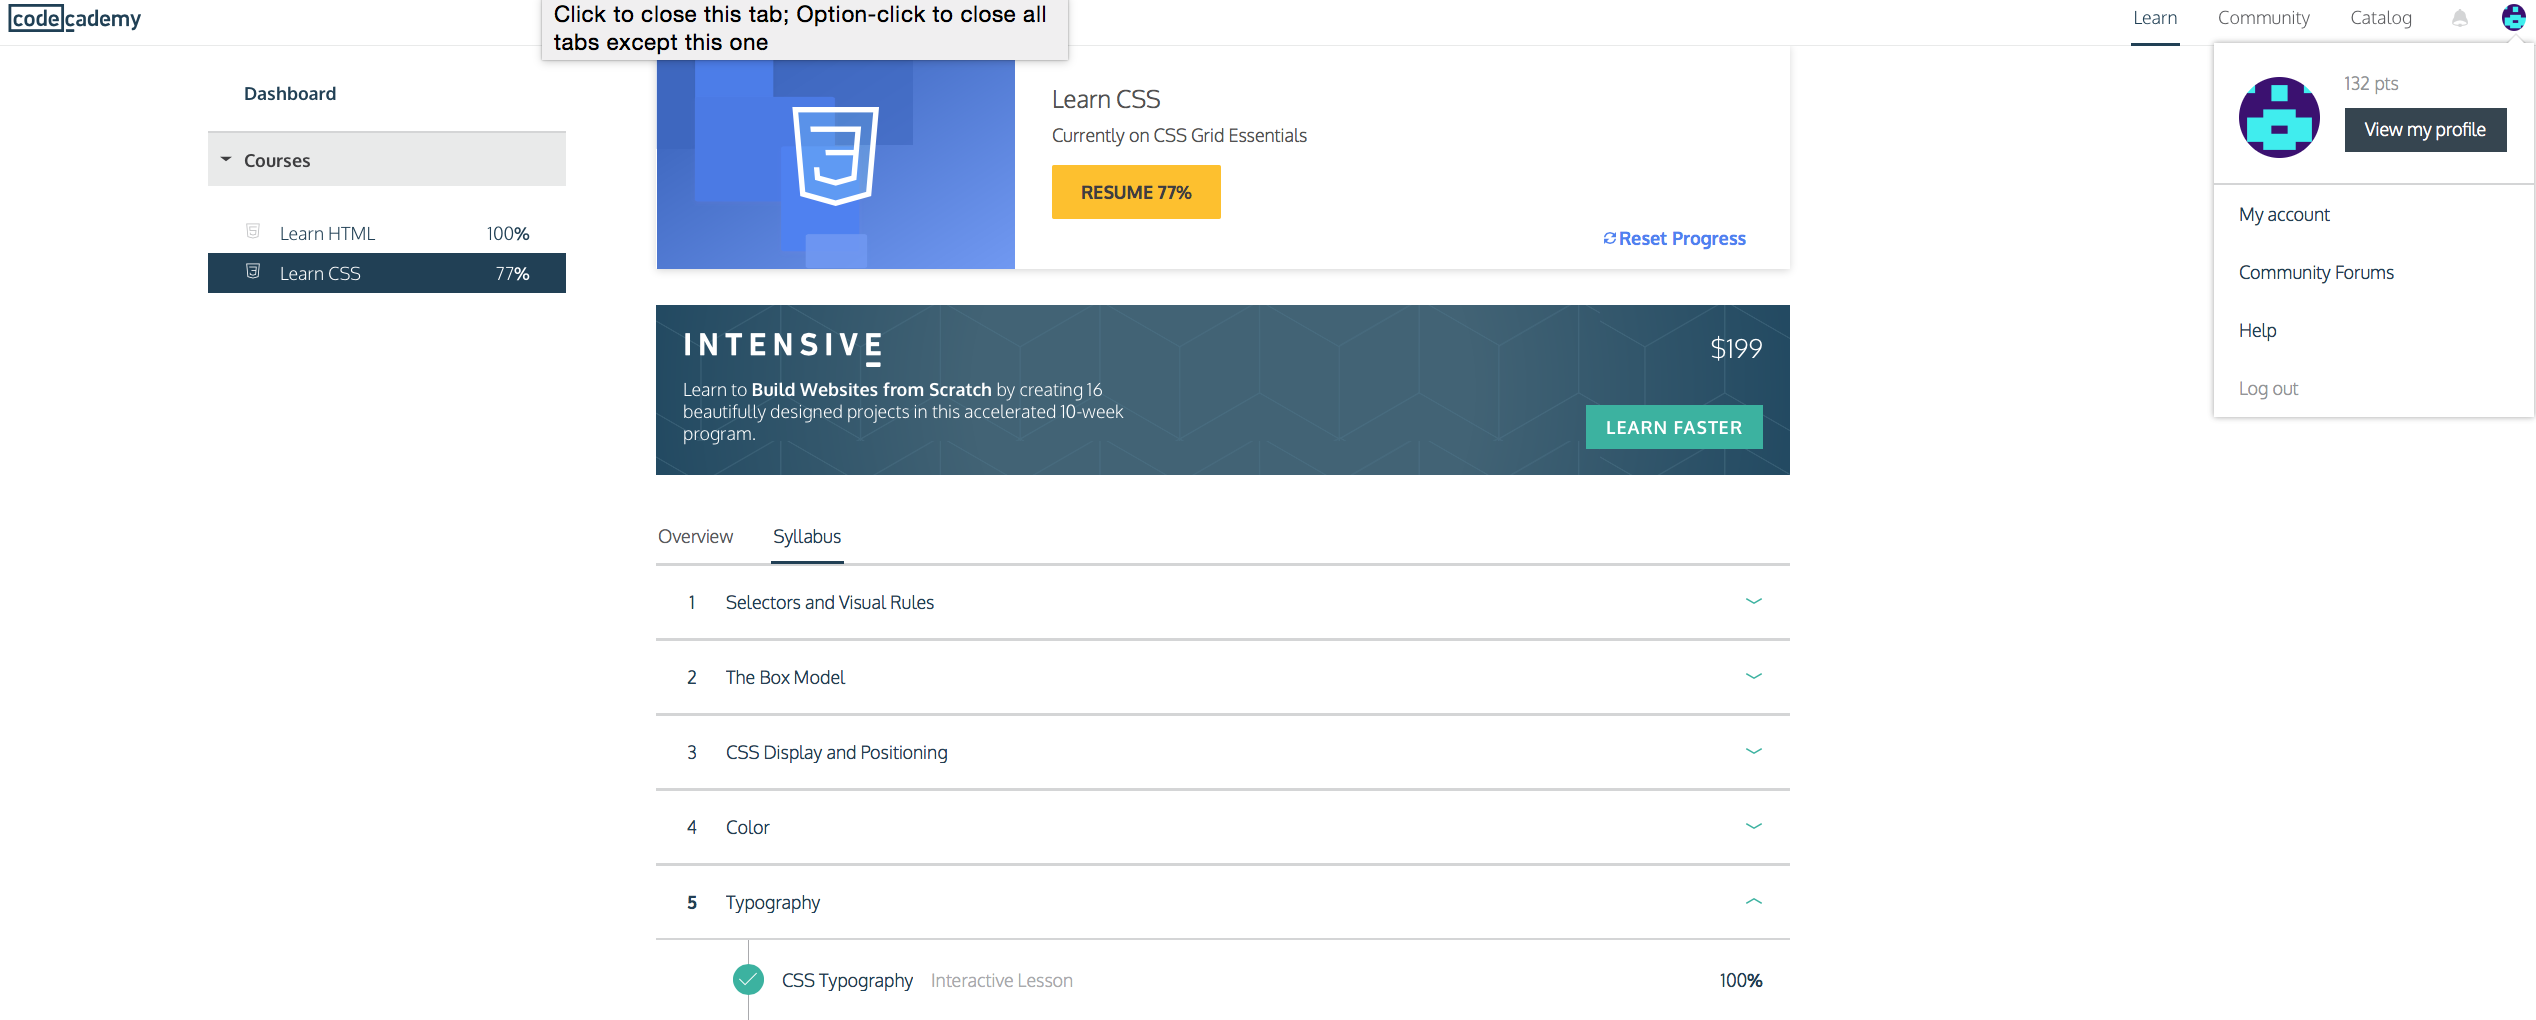 codecademy
Click to close this tab; Option-click to close all
tabs except this one
Learn
Community
Catalog
Dashboard
Courses
Learn HTML 100%
Learn CSS 77%
Learn CSS
Currently on CSS Grid Essentials
RESUME 77%
Reset Progress
132 pts
View my profile
My account
Community Forums
Help
Log out
INTENSIVE
$199
Learn to Build Websites from Scratch by creating 16
beautifully designed projects in this accelerated 10-week
program.
LEARN FASTER
Overview
Syllabus
1 Selectors and Visual Rules
2 The Box Model
3 CSS Display and Positioning
4 Color
5 Typography
CSS Typography Interactive Lesson 100%